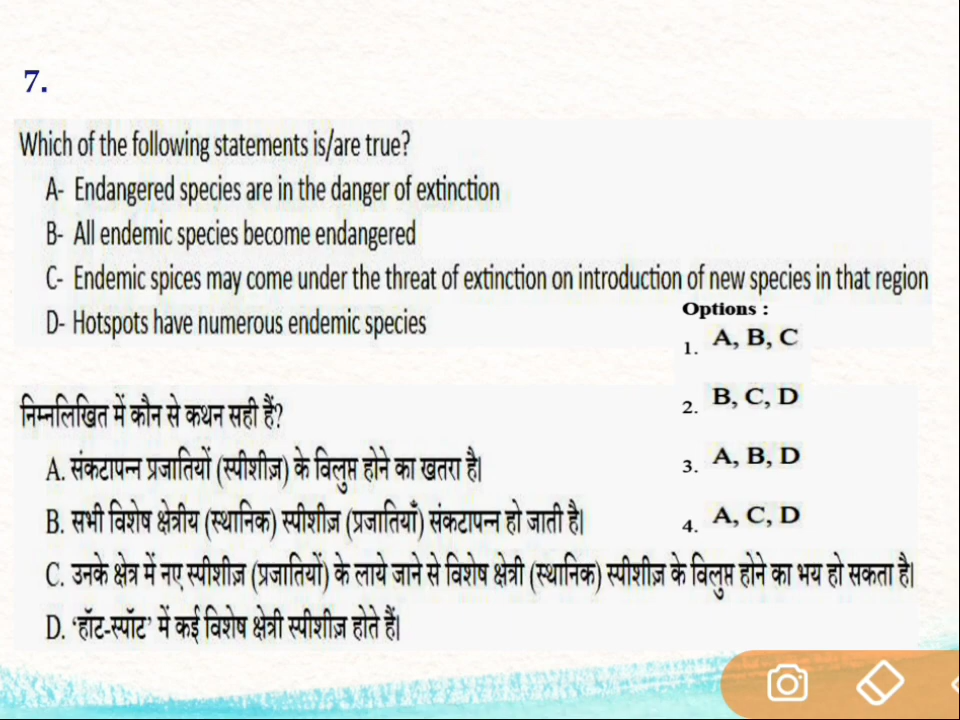 7.
Which of the following statements is/are true?
A- Endangered species are in the danger of extinction
B- All endemic species become endangered
C- Endemic spices may come under the threat of extinction on introduction of new species in that region
D- Hotspots have numerous endemic species
Options :
1. A, B, C
2. B, C, D
3. A, B, D
4. A, C, D
निम्नलिखित में कौन से कथन सही हैं?
A. संकटापन्न प्रजातियों (स्पीशीज़) के विलुप्त होने का खतरा है।
B. सभी विशेष क्षेत्रीय (स्थानिक) स्पीशीज़ (प्रजातियाँ) संकटापन्न हो जाती है।
C. उनके क्षेत्र में नए स्पीशीज़ (प्रजातियों) के लाये जाने से विशेष क्षेत्री (स्थानिक) स्पीशीज़ के विलुप्त होने का भय हो सकता है।
D. ‘हॉट-स्पॉट’ में कई विशेष क्षेत्री स्पीशीज़ होते हैं।